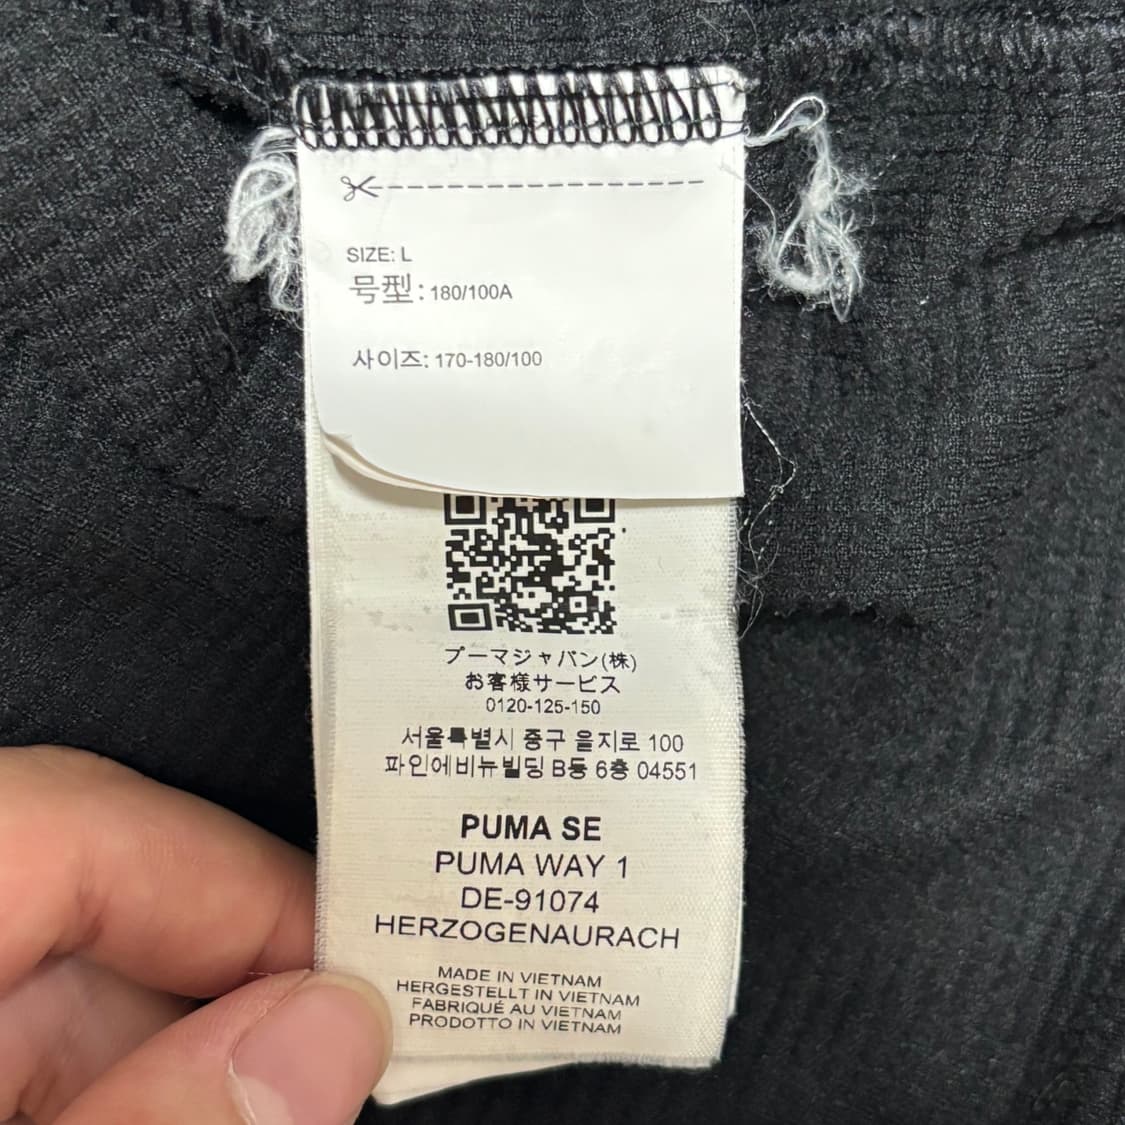 SIZE: L
号型: 180/100A
사이즈: 170-180/100
プーマジャパン(株)
お客様サービス
0120-125-150
서울특별시 중구 을지로 100
파인에비뉴빌딩 B동 6층 04551
PUMA SE
PUMA WAY 1
DE-91074
HERZOGENAURACH
MADE IN VIETNAM
HERGESTELLT IN VIETNAM
FABRIQUÉ AU VIETNAM
PRODOTTO IN VIETNAM